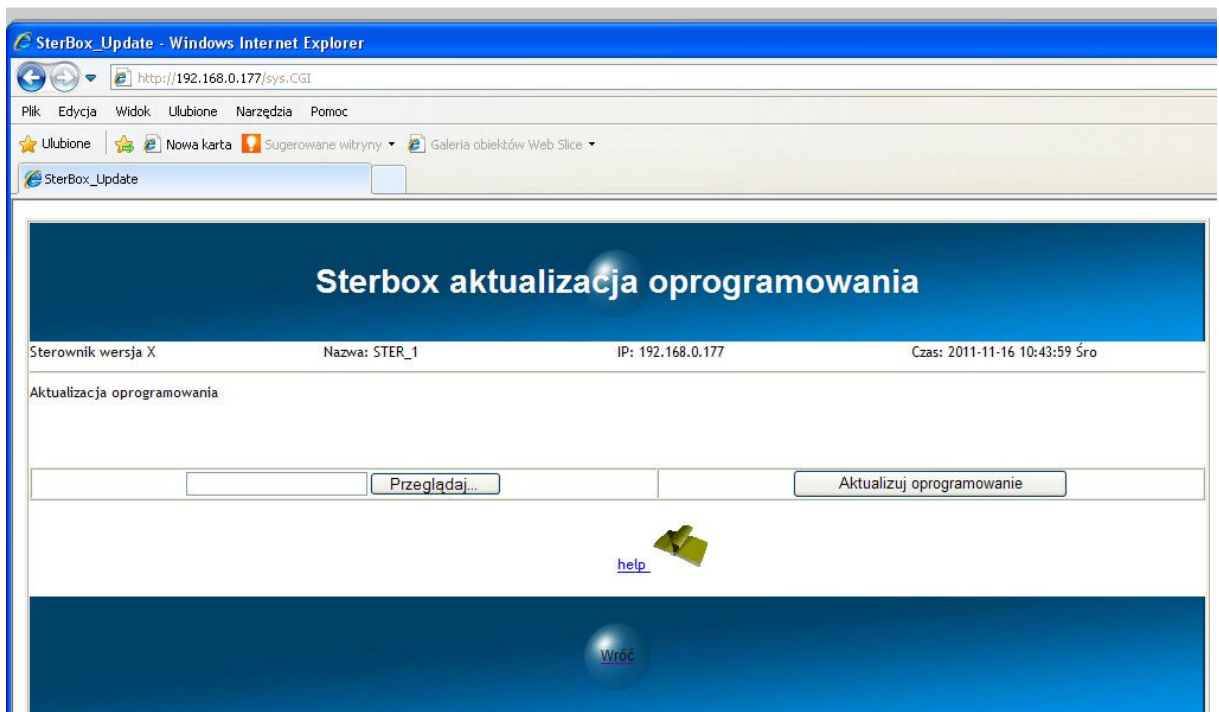 SterBox_Update - Windows Internet Explorer
http://192.168.0.177/sys.CGI
Plik Edycja Widok Ulubione Narzędzia Pomoc
Ulubione Nowa karta Sugerowane witryny Galeria obiektów Web Slice
SterBox_Update
Sterbox aktualizacja oprogramowania
Sterownik wersja X Nazwa: STER_1 IP: 192.168.0.177 Czas: 2011-11-16 10:43:59 Śro
Aktualizacja oprogramowania
Przeglądaj... Aktualizuj oprogramowanie
help
Wróć